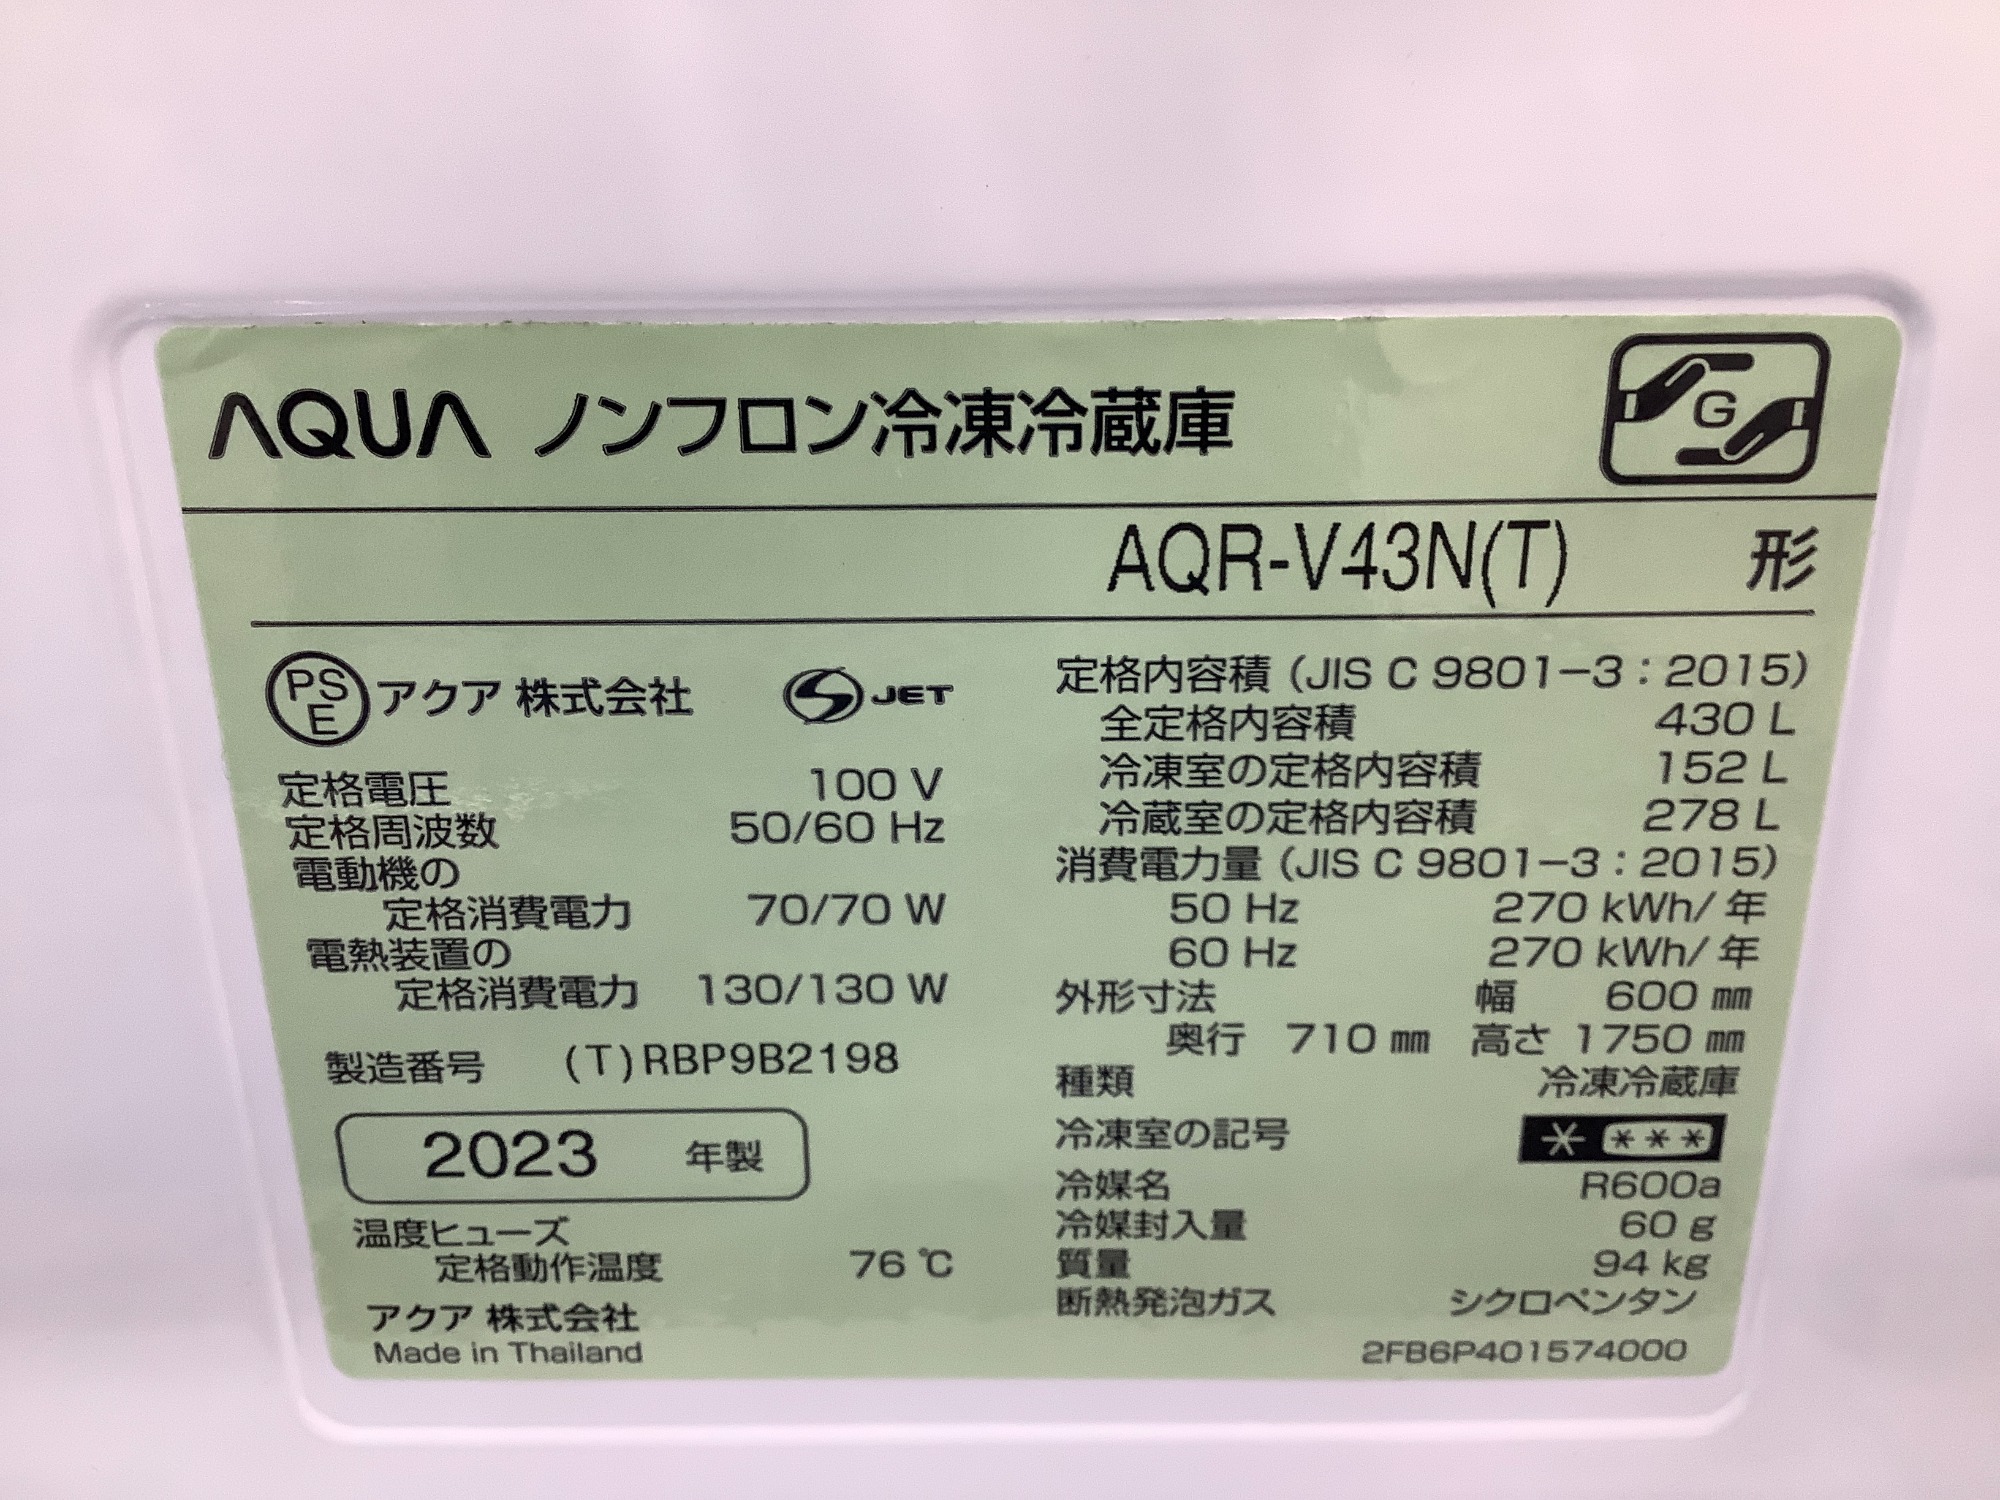 AQUA ノンフロン冷凍冷蔵庫
G
AQR-V43N(T) 形
PSE アクア 株式会社 S JET
定格電圧 100 V
定格周波数 50/60 Hz
電動機の
定格消費電力 70/70 W
電熱装置の
定格消費電力 130/130 W
製造番号 (T)RBP9B2198
2023 年製
温度ヒューズ
定格動作温度 76 ℃
アクア 株式会社
Made in Thailand
定格内容積（JIS C 9801−3：2015）
全定格内容積 430 L
冷凍室の定格内容積 152 L
冷蔵室の定格内容積 278 L
消費電力量（JIS C 9801−3：2015）
50 Hz 270 kWh/年
60 Hz 270 kWh/年
外形寸法 幅 600 ㎜
奥行 710 ㎜ 高さ 1750 ㎜
種類 冷凍冷蔵庫
冷凍室の記号 * ***
冷媒名 R600a
冷媒封入量 60 g
質量 94 kg
断熱発泡ガス シクロペンタン
2FB6P401574000